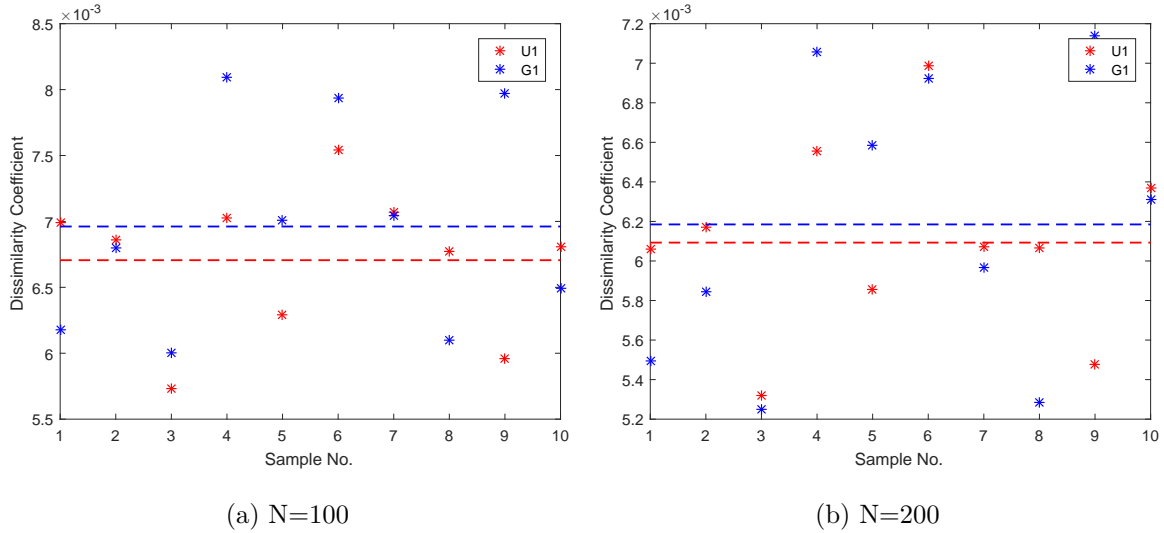 ×10⁻³
8.5
8
7.5
7
6.5
6
5.5
Dissimilarity Coefficient
U1
G1
1 2 3 4 5 6 7 8 9 10
Sample No.
(a) N=100
×10⁻³
7.2
7
6.8
6.6
6.4
6.2
6
5.8
5.6
5.4
5.2
Dissimilarity Coefficient
U1
G1
1 2 3 4 5 6 7 8 9 10
Sample No.
(b) N=200